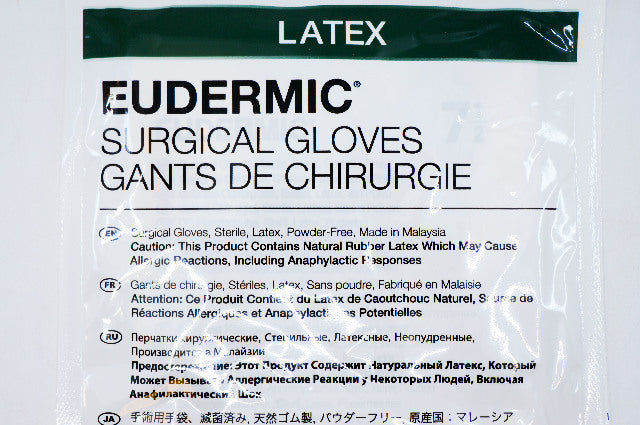 LATEX
EUDERMIC®
SURGICAL GLOVES
GANTS DE CHIRURGIE
EN Surgical Gloves, Sterile, Latex, Powder-Free, Made in Malaysia
Caution: This Product Contains Natural Rubber Latex Which May Cause
Allergic Reactions, Including Anaphylactic Responses
FR Gants de chirurgie, Stériles, Latex, Sans poudre, Fabriqué en Malaisie
Attention: Ce Produit Contient du Latex de Caoutchouc Naturel, Source de
Réactions Allergiques et Anaphylactiques Potentielles
RU Перчатки хирургические, Стерильные, Латексные, Неопудренные,
Производится в Малайзии
Предостережение: Этот Продукт Содержит Натуральный Латекс, Который
Может Вызывать Аллергические Реакции у Некоторых Людей, Включая
Анафилактический Шок
JA 手術用手袋、滅菌済み, 天然ゴム製, パウダーフリー, 原産国：マレーシア